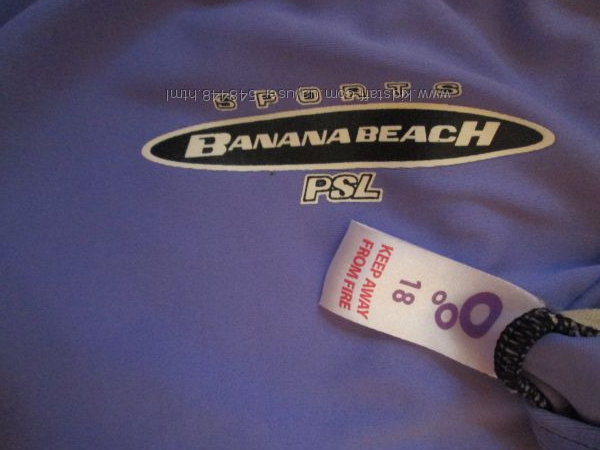 SPORTS
BANANA BEACH
PSL
KEEP AWAY
FROM FIRE
18